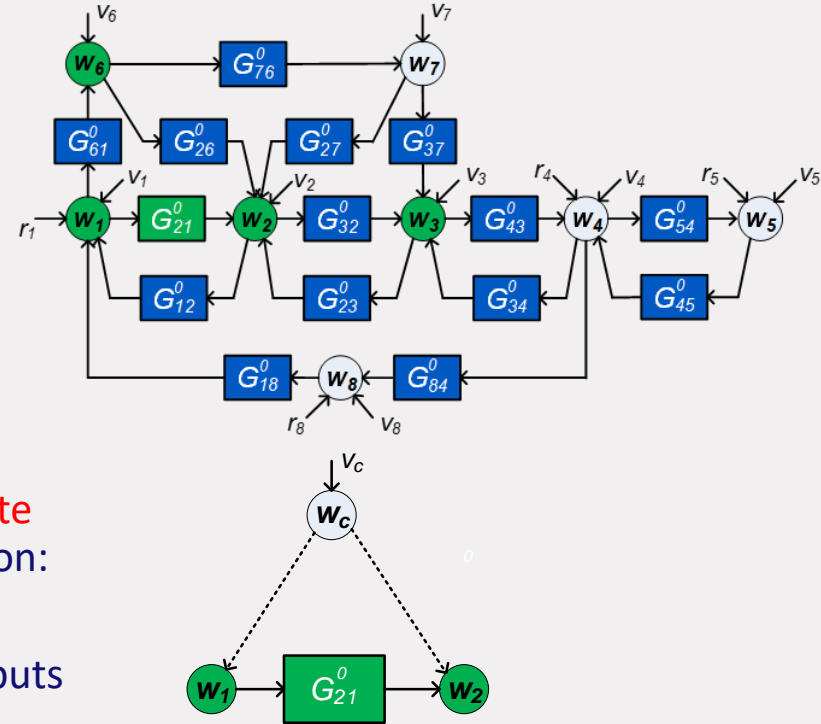 v6 v7
w6 G⁰76 w7
G⁰61 G⁰26 G⁰27 G⁰37
v1 v2 v3 r4 v4 r5 v5
r1 w1 G⁰21 w2 G⁰32 w3 G⁰43 w4 G⁰54 w5
G⁰12 G⁰23 G⁰34 G⁰45
G⁰18 w8 G⁰84
r8 v8
vc
te
wc
on:
0
puts
w1 G⁰21 w2